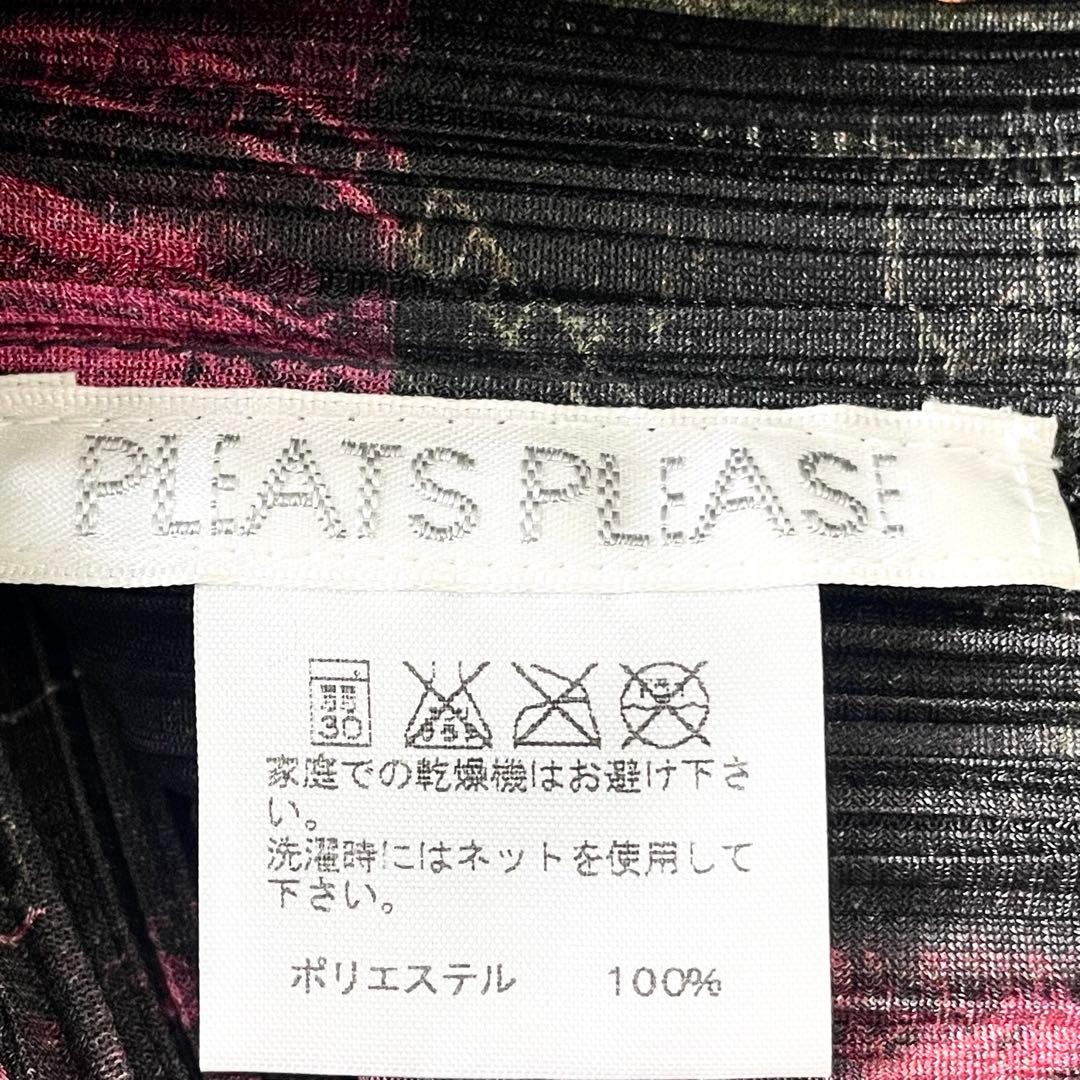 PLEATS PLEASE
弱
30
家庭での乾燥機はお避け下さ
い。
洗濯時にはネットを使用して
下さい。
ポリエステル 100%